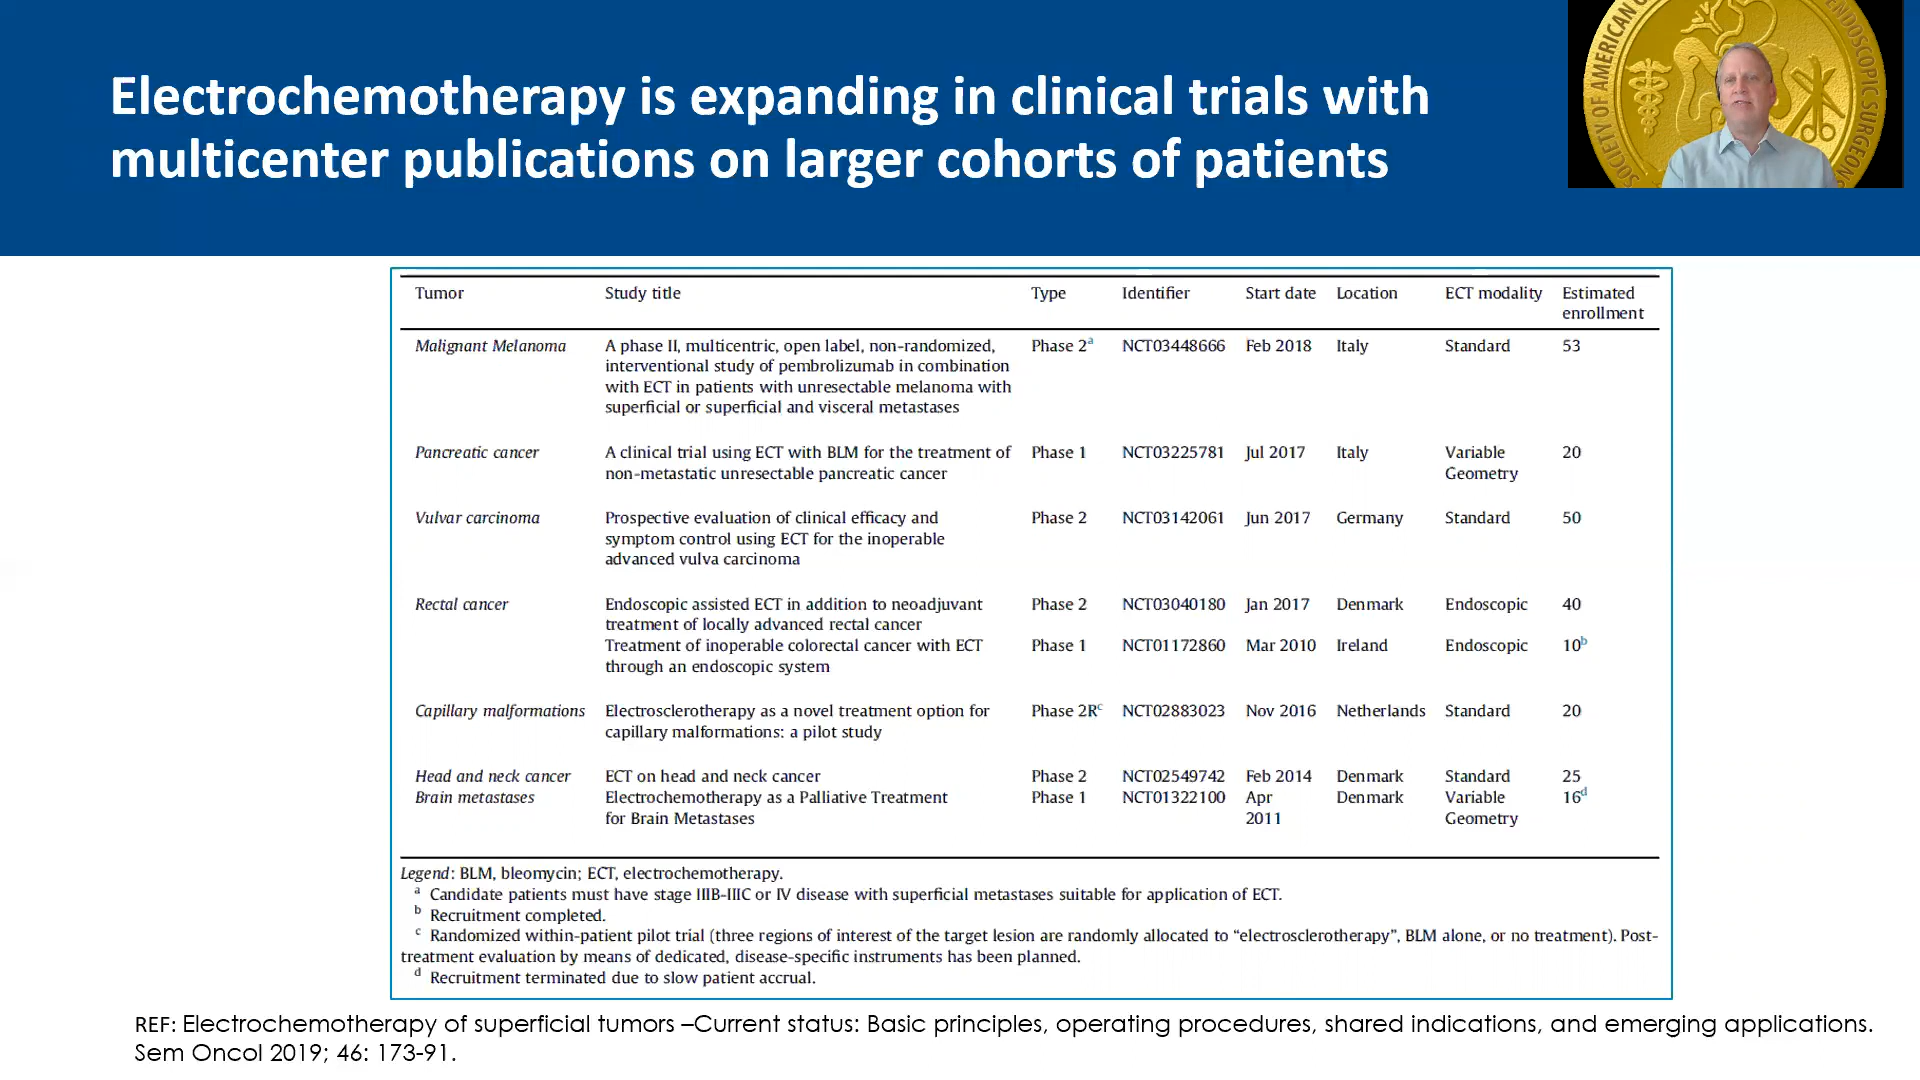 Electrochemotherapy is expanding in clinical trials with
multicenter publications on larger cohorts of patients
SOCIETY OF AMERICAN
ENDOSCOPIC SURGEONS
Tumor Study title Type Identifier Start date Location ECT modality Estimated
enrollment
Malignant Melanoma A phase II, multicentric, open label, non-randomized, Phase 2a NCT03448666 Feb 2018 Italy Standard 53
interventional study of pembrolizumab in combination
with ECT in patients with unresectable melanoma with
superficial or superficial and visceral metastases
Pancreatic cancer A clinical trial using ECT with BLM for the treatment of Phase 1 NCT03225781 Jul 2017 Italy Variable 20
non-metastatic unresectable pancreatic cancer Geometry
Vulvar carcinoma Prospective evaluation of clinical efficacy and Phase 2 NCT03142061 Jun 2017 Germany Standard 50
symptom control using ECT for the inoperable
advanced vulva carcinoma
Rectal cancer Endoscopic assisted ECT in addition to neoadjuvant Phase 2 NCT03040180 Jan 2017 Denmark Endoscopic 40
treatment of locally advanced rectal cancer
Treatment of inoperable colorectal cancer with ECT Phase 1 NCT01172860 Mar 2010 Ireland Endoscopic 10b
through an endoscopic system
Capillary malformations Electrosclerotherapy as a novel treatment option for Phase 2Rc NCT02883023 Nov 2016 Netherlands Standard 20
capillary malformations: a pilot study
Head and neck cancer ECT on head and neck cancer Phase 2 NCT02549742 Feb 2014 Denmark Standard 25
Brain metastases Electrochemotherapy as a Palliative Treatment Phase 1 NCT01322100 Apr Denmark Variable 16d
for Brain Metastases 2011 Geometry
Legend: BLM, bleomycin; ECT, electrochemotherapy.
a Candidate patients must have stage IIIB-IIIC or IV disease with superficial metastases suitable for application of ECT.
b Recruitment completed.
c Randomized within-patient pilot trial (three regions of interest of the target lesion are randomly allocated to “electrosclerotherapy”, BLM alone, or no treatment). Post-
treatment evaluation by means of dedicated, disease-specific instruments has been planned.
d Recruitment terminated due to slow patient accrual.
REF: Electrochemotherapy of superficial tumors –Current status: Basic principles, operating procedures, shared indications, and emerging applications.
Sem Oncol 2019; 46: 173-91.